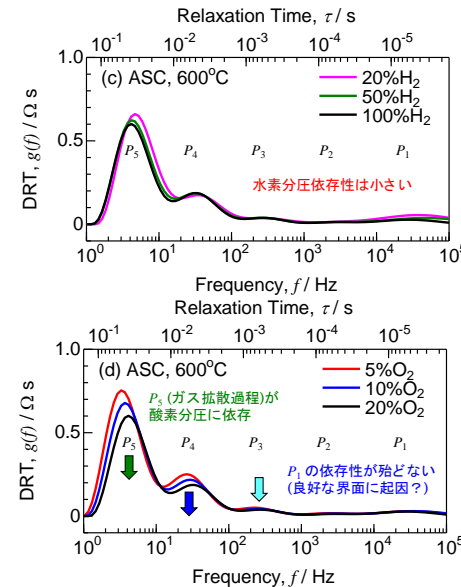 Relaxation Time, τ / s
10⁻¹ 10⁻² 10⁻³ 10⁻⁴ 10⁻⁵
1.0
(c) ASC, 600°C
20%H₂
50%H₂
100%H₂
DRT, g(f) / Ω s
0.5
P₅ P₄ P₃ P₂ P₁
水素分圧依存性は小さい
0
10⁰ 10¹ 10² 10³ 10⁴ 10⁵
Frequency, f / Hz
Relaxation Time, τ / s
10⁻¹ 10⁻² 10⁻³ 10⁻⁴ 10⁻⁵
1.0
(d) ASC, 600°C
5%O₂
10%O₂
20%O₂
P₅ (ガス拡散過程)が
酸素分圧に依存
DRT, g(f) / Ω s
0.5
P₅ P₄ P₃ P₂ P₁
P₁ の依存性が殆どない
(良好な界面に起因？)
0
10⁰ 10¹ 10² 10³ 10⁴ 10⁵
Frequency, f / Hz